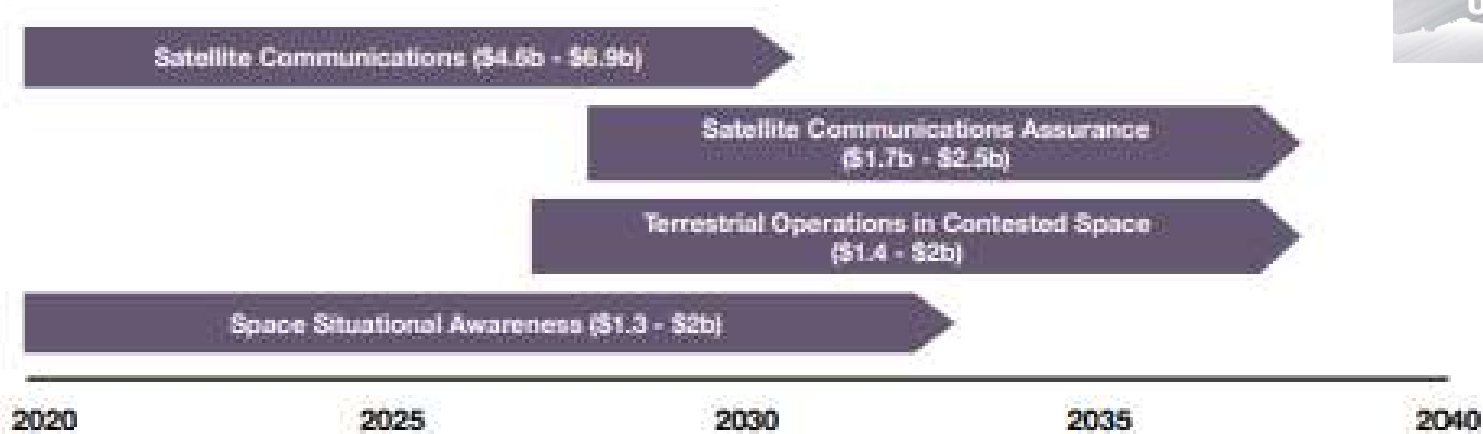 Satellite Communications ($4.6b - $6.9b)
Satellite Communications Assurance
($1.7b - $2.5b)
Terrestrial Operations in Contested Space
($1.4 - $2b)
Space Situational Awareness ($1.3 - $2b)
2020 2025 2030 2035 2040